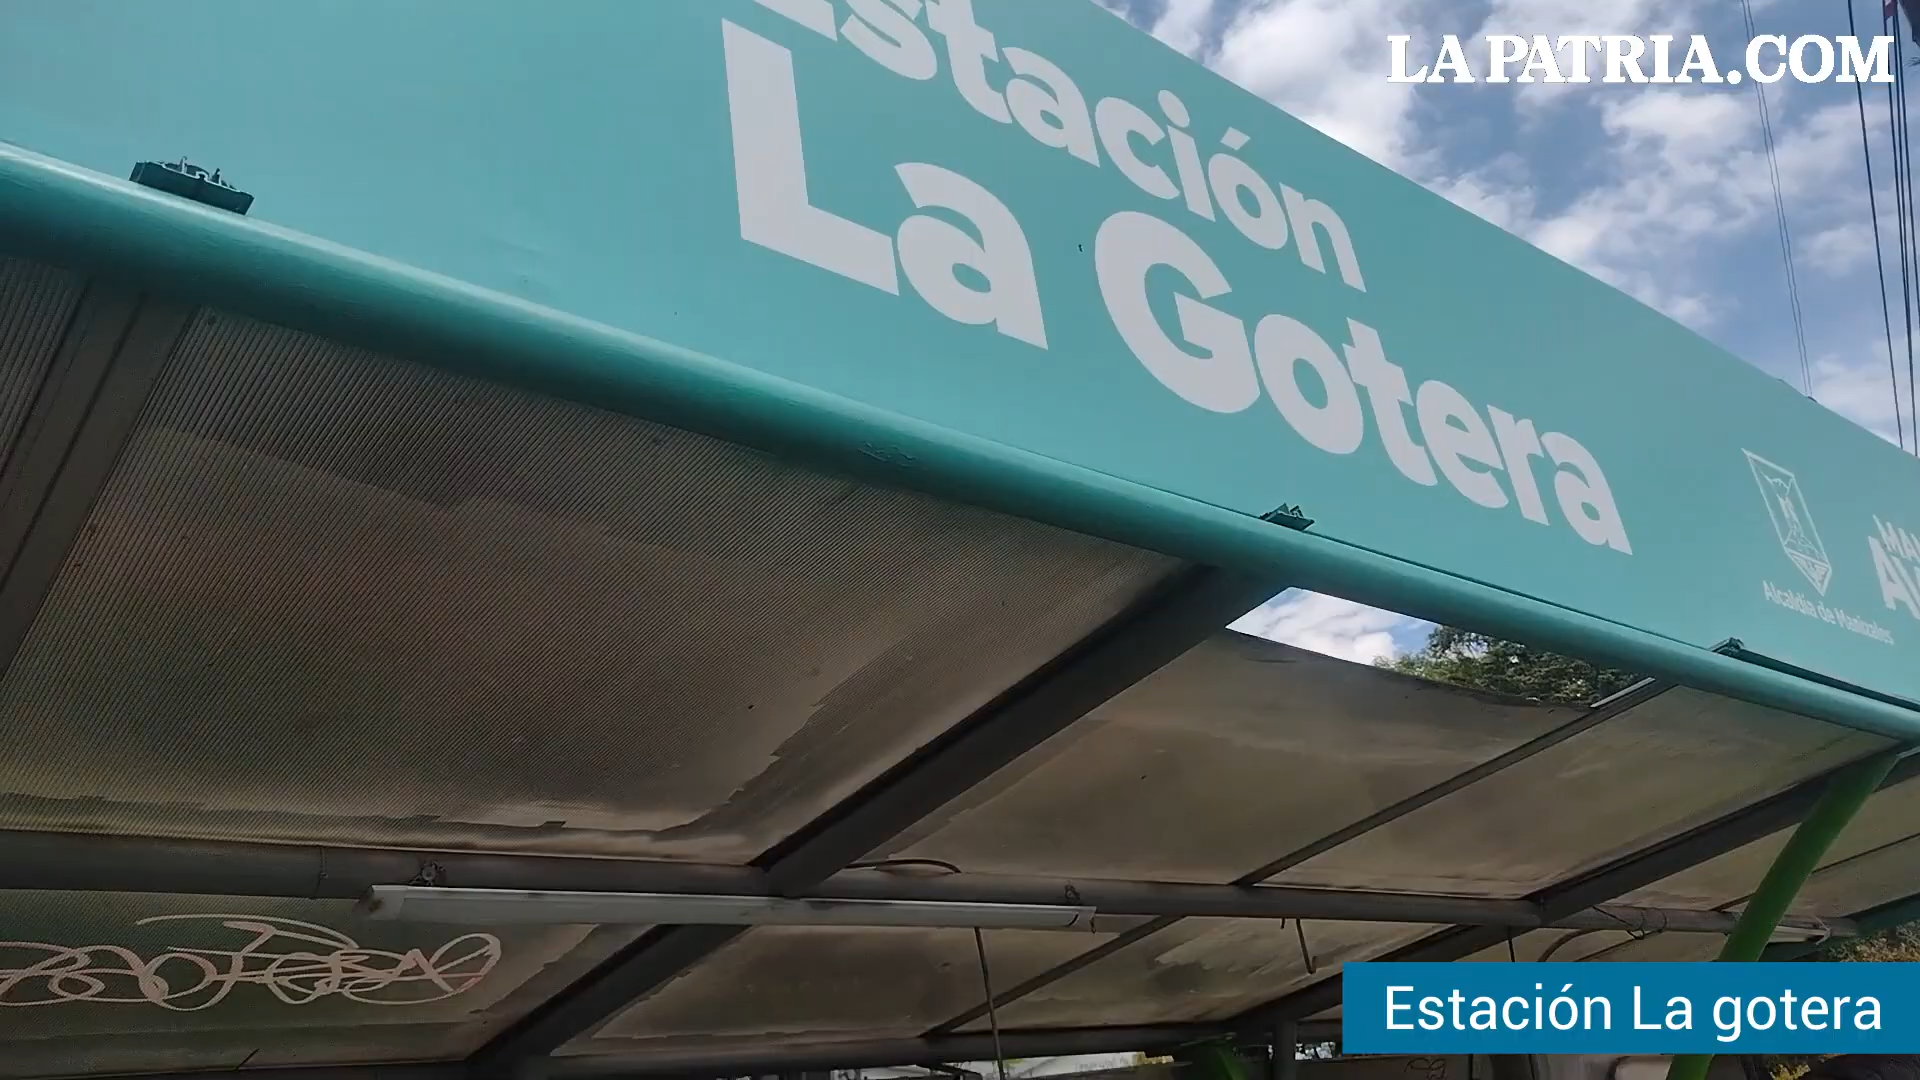 LA PATRIA.COM
Estación
La Gotera
Alcaldía de Manizales
Estación La gotera